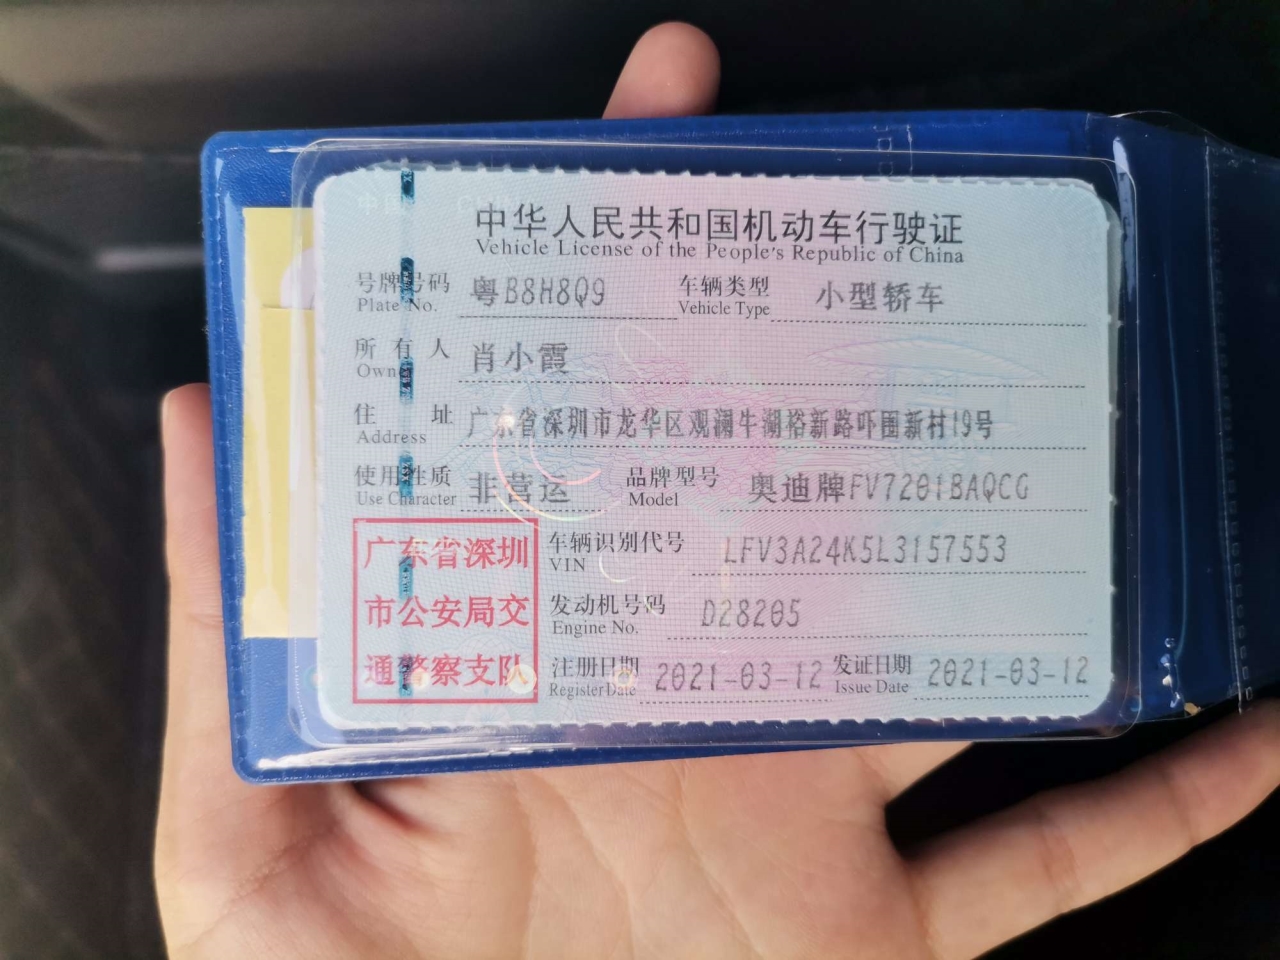 中华人民共和国机动车行驶证
Vehicle License of the People's Republic of China
号牌号码 粤B8H8Q9 车辆类型 小型轿车
Plate No. Vehicle Type
所有人 肖小霞
Owner
住址 广东省深圳市龙华区观澜牛湖裕新路吓围新村19号
Address
使用性质 非营运 品牌型号 奥迪牌FV7201BAQCG
Use Character Model
广东省深圳
市公安局交
通警察支队
车辆识别代号 LFV3A24K5L3157553
VIN
发动机号码 D28205
Engine No.
注册日期 2021-03-12 发证日期 2021-03-12
Register Date Issue Date